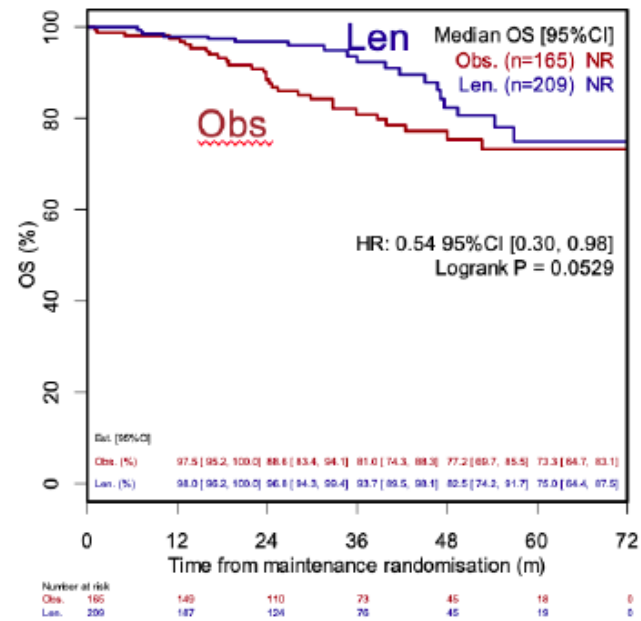 Len
Median OS [95%CI]
Obs. (n=165) NR
Len. (n=209) NR
Obs
HR: 0.54 95%CI [0.30, 0.98]
Logrank P = 0.0529
OS (%)
100
80
60
40
20
0
Est. [95%CI]
Obs. (%) 97.5 [ 95.2, 100.0] 88.6 [ 83.4, 94.1] 81.0 [ 74.3, 88.3] 77.2 [ 69.7, 85.5] 73.3 [ 64.7, 83.1]
Len. (%) 98.0 [ 96.2, 100.0] 96.8 [ 94.3, 99.4] 93.7 [ 89.5, 98.1] 82.5 [ 74.2, 91.7] 75.0 [ 64.4, 87.5]
0 12 24 36 48 60 72
Time from maintenance randomisation (m)
Number at risk
Obs. 165 149 110 73 45 18 0
Len. 209 187 124 76 45 19 0